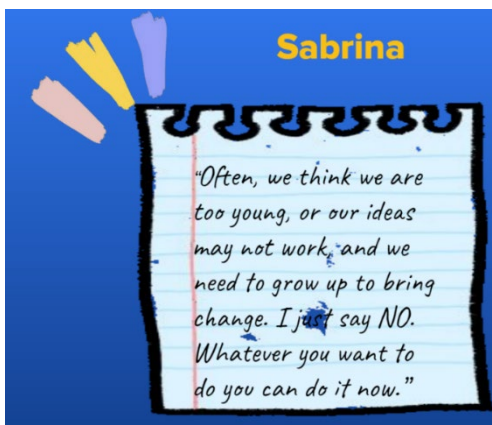 Sabrina
“Often, we think we are
too young, or our ideas
may not work, and we
need to grow up to bring
change. I just say NO.
Whatever you want to
do you can do it now.”